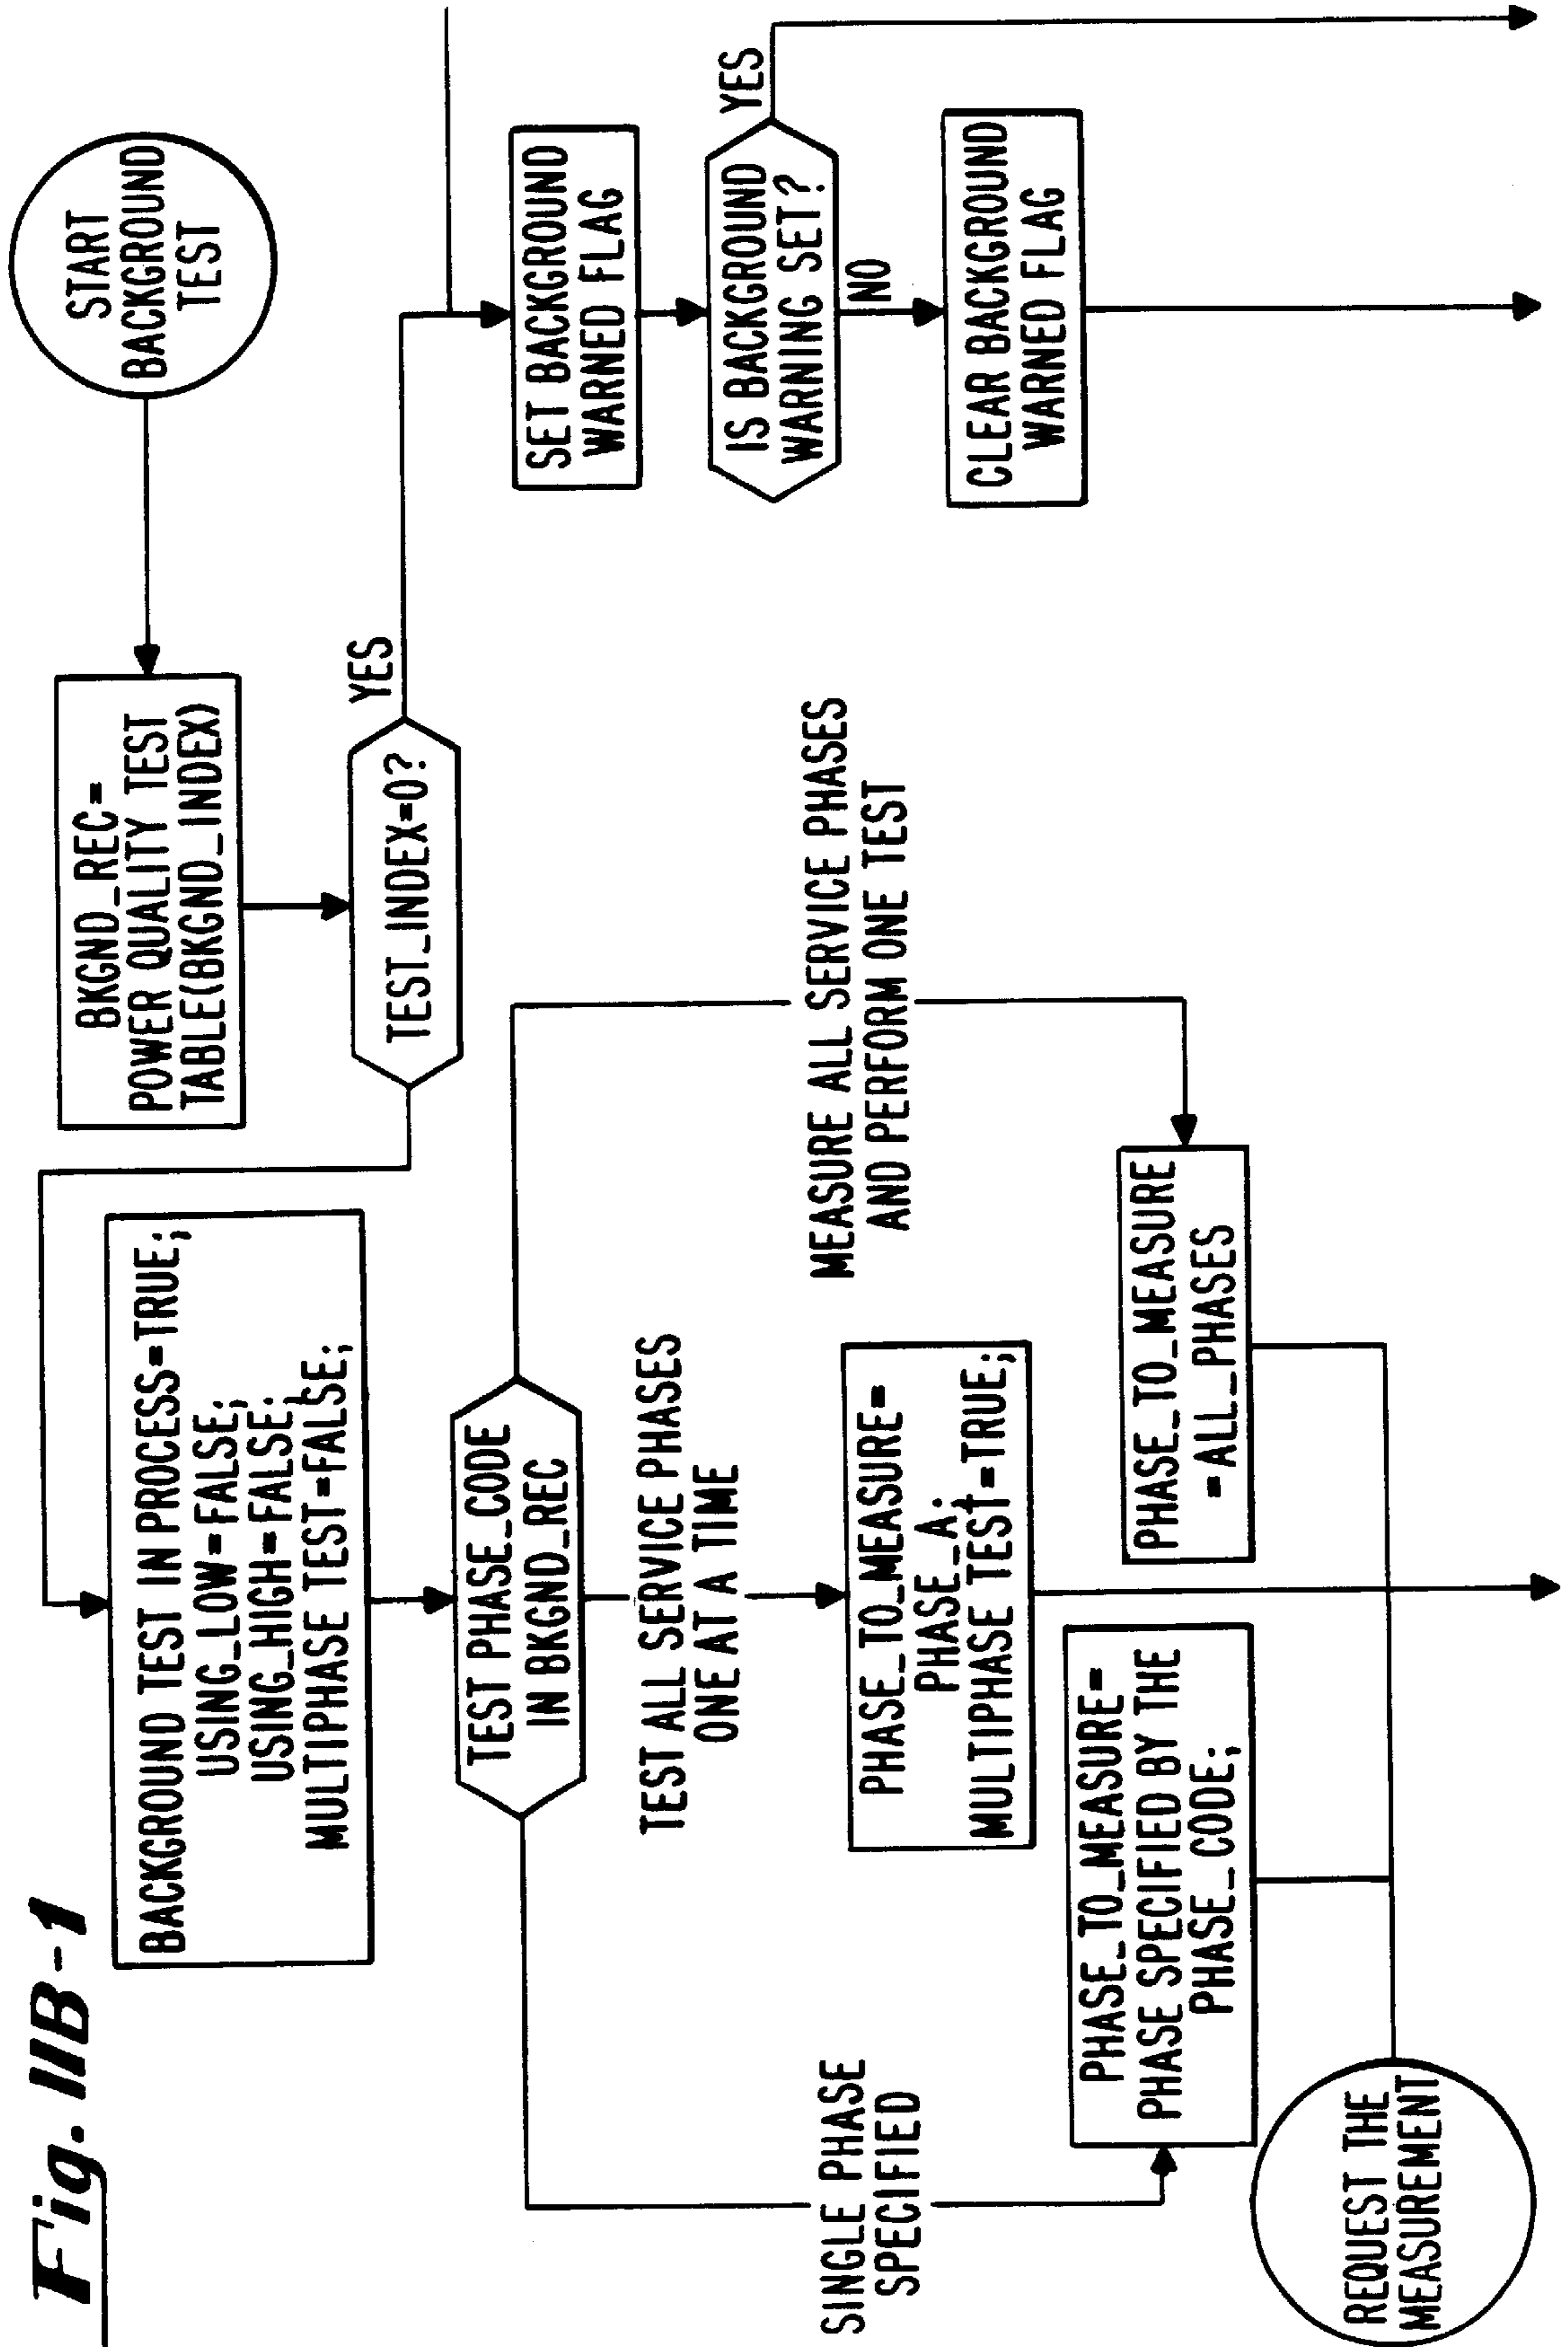 Fig. IIB-1
START
BACKGROUND
TEST
BKGND_REC=
POWER QUALITY TEST
TABLE(BKGND_INDEX)
TEST_INDEX=0?
YES
BACKGROUND TEST IN PROCESS=TRUE;
USING_LOW=FALSE;
USING_HIGH=FALSE;
MULTIPHASE TEST=FALSE;
SET BACKGROUND
WARNED FLAG
TEST PHASE_CODE
IN BKGND_REC
IS BACKGROUND
WARNING SET?
YES
NO
TEST ALL SERVICE PHASES
ONE AT A TIME
SINGLE PHASE
SPECIFIED
MEASURE ALL SERVICE PHASES
AND PERFORM ONE TEST
CLEAR BACKGROUND
WARNED FLAG
PHASE_TO_MEASURE=
PHASE_A;
MULTIPHASE TEST=TRUE;
PHASE_TO_MEASURE=
PHASE SPECIFIED BY THE
PHASE_CODE;
PHASE_TO_MEASURE
=ALL_PHASES
REQUEST THE
MEASUREMENT